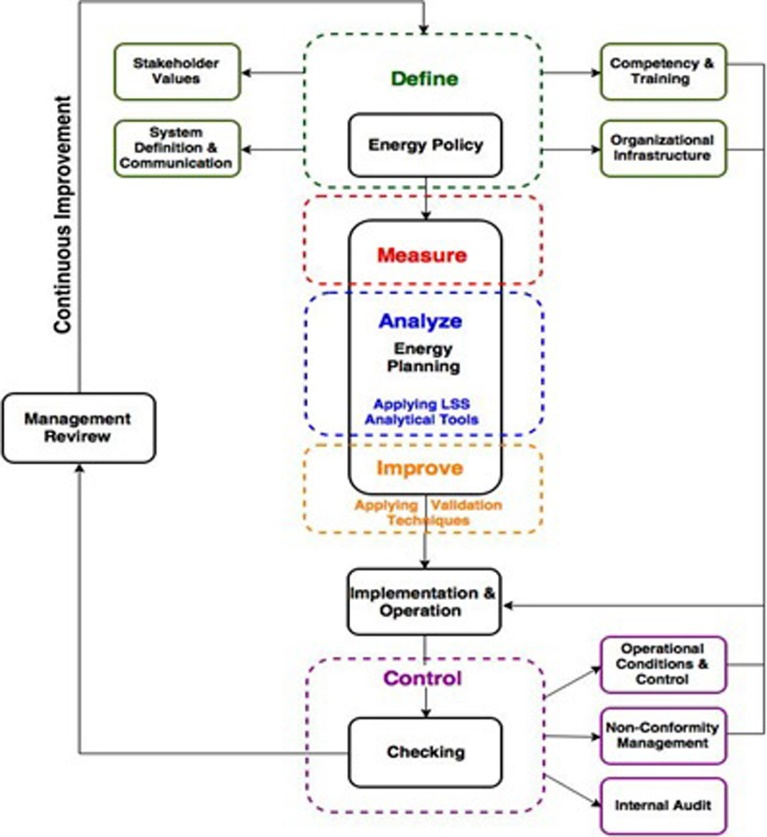 Stakeholder
Values
System
Definition &
Communication
Define
Energy Policy
Competency &
Training
Organizational
Infrastructure
Continuous Improvement
Measure
Analyze
Energy
Planning
Applying LSS
Analytical Tools
Management
Revirew
Improve
Applying Validation
Techniques
Implementation &
Operation
Control
Checking
Operational
Conditions &
Control
Non-Conformity
Management
Internal Audit